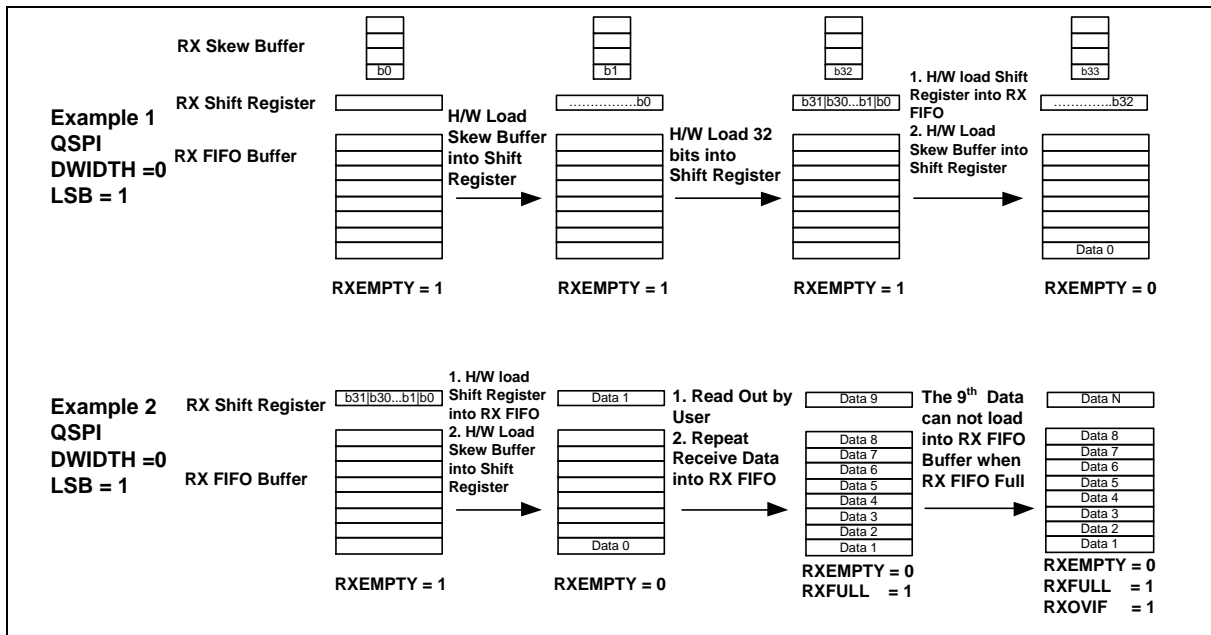 RX Skew Buffer
b0
b1
b32
b33
Example 1
QSPI
DWIDTH =0
LSB = 1
RX Shift Register
................b0
b31|b30...b1|b0
..............b32
RX FIFO Buffer
H/W Load
Skew Buffer
into Shift
Register
H/W Load 32
bits into
Shift Register
1. H/W load Shift
Register into RX
FIFO
2. H/W Load
Skew Buffer into
Shift Register
Data 0
RXEMPTY = 1
RXEMPTY = 1
RXEMPTY = 1
RXEMPTY = 0
Example 2
QSPI
DWIDTH =0
LSB = 1
RX Shift Register
RX FIFO Buffer
b31|b30...b1|b0
RXEMPTY = 1
1. H/W load
Shift Register
into RX FIFO
2. H/W Load
Skew Buffer
into Shift
Register
Data 1
Data 0
RXEMPTY = 0
1. Read Out by
User
2. Repeat
Receive Data
into RX FIFO
Data 9
Data 8
Data 7
Data 6
Data 5
Data 4
Data 3
Data 2
Data 1
RXEMPTY = 0
RXFULL = 1
The 9th Data
can not load
into RX FIFO
Buffer when
RX FIFO Full
Data N
Data 8
Data 7
Data 6
Data 5
Data 4
Data 3
Data 2
Data 1
RXEMPTY = 0
RXFULL = 1
RXOVIF = 1